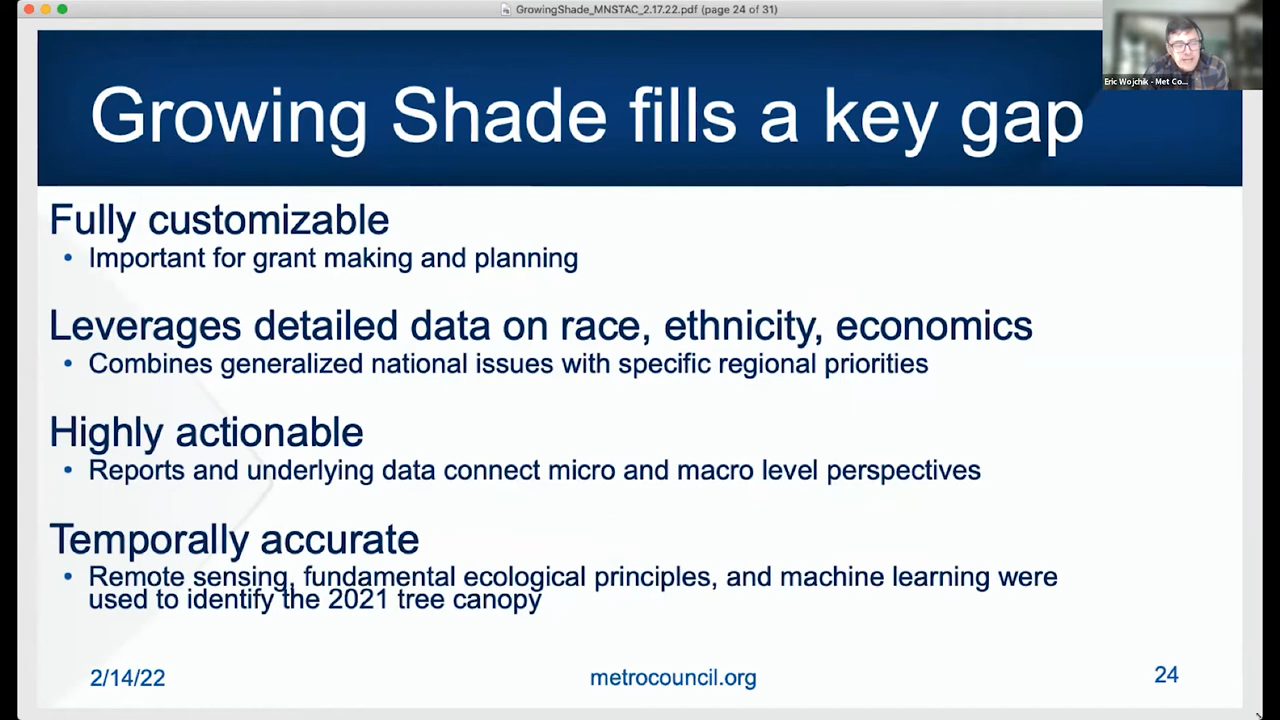 GrowingShade_MNSTAC_2.17.22.pdf (page 24 of 31)
Eric Wojchik - Met Co...
Growing Shade fills a key gap
Fully customizable
• Important for grant making and planning
Leverages detailed data on race, ethnicity, economics
• Combines generalized national issues with specific regional priorities
Highly actionable
• Reports and underlying data connect micro and macro level perspectives
Temporally accurate
• Remote sensing, fundamental ecological principles, and machine learning were
used to identify the 2021 tree canopy
2/14/22
metrocouncil.org
24